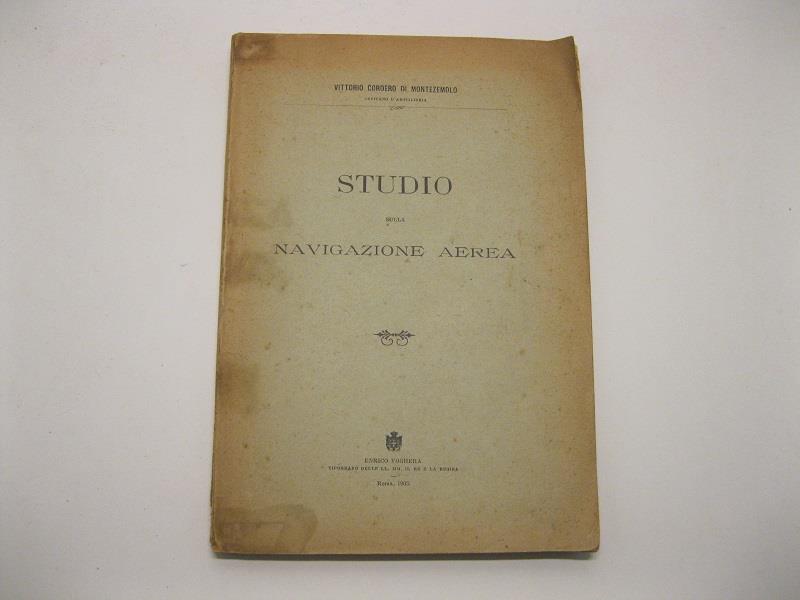 VITTORIO CORDERO DI MONTEZEMOLO
CAPITANO D'ARTIGLIERIA
STUDIO
SULLA
NAVIGAZIONE AEREA
ENRICO VOGHERA
TIPOGRAFO DELLE LL. MM. IL RE E LA REGINA
Roma,